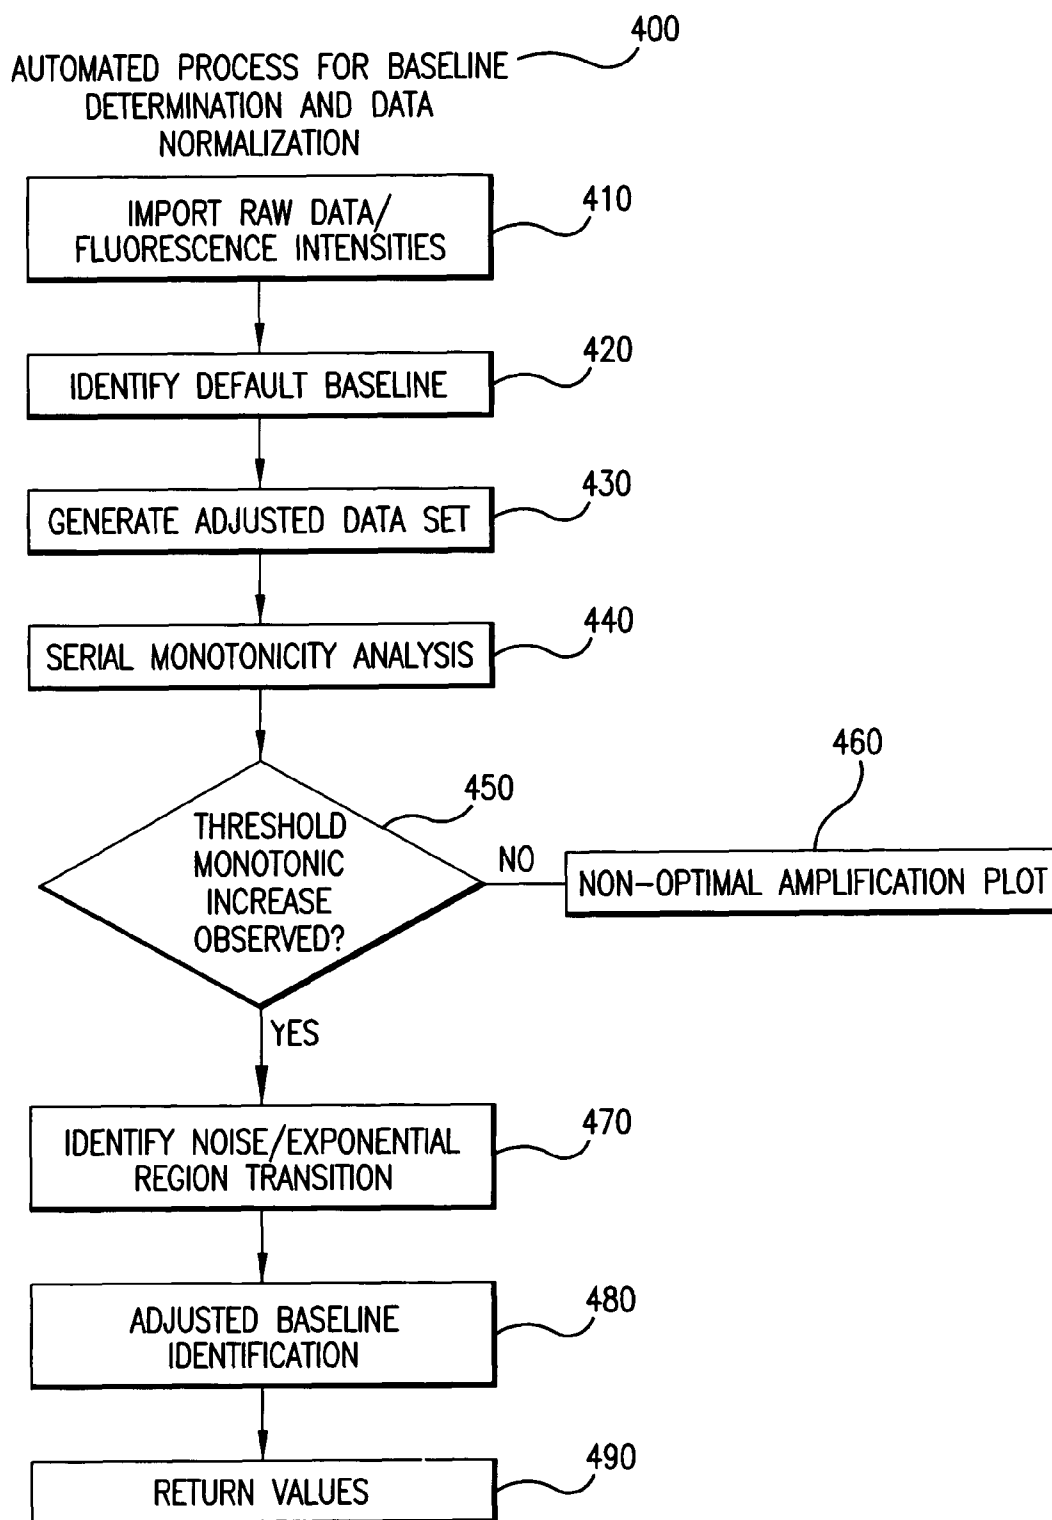 400
AUTOMATED PROCESS FOR BASELINE
DETERMINATION AND DATA
NORMALIZATION
IMPORT RAW DATA/
FLUORESCENCE INTENSITIES
410
IDENTIFY DEFAULT BASELINE
420
GENERATE ADJUSTED DATA SET
430
SERIAL MONOTONICITY ANALYSIS
440
THRESHOLD
MONOTONIC
INCREASE
OBSERVED?
450
NO
460
NON-OPTIMAL AMPLIFICATION PLOT
YES
IDENTIFY NOISE/EXPONENTIAL
REGION TRANSITION
470
ADJUSTED BASELINE
IDENTIFICATION
480
RETURN VALUES
490